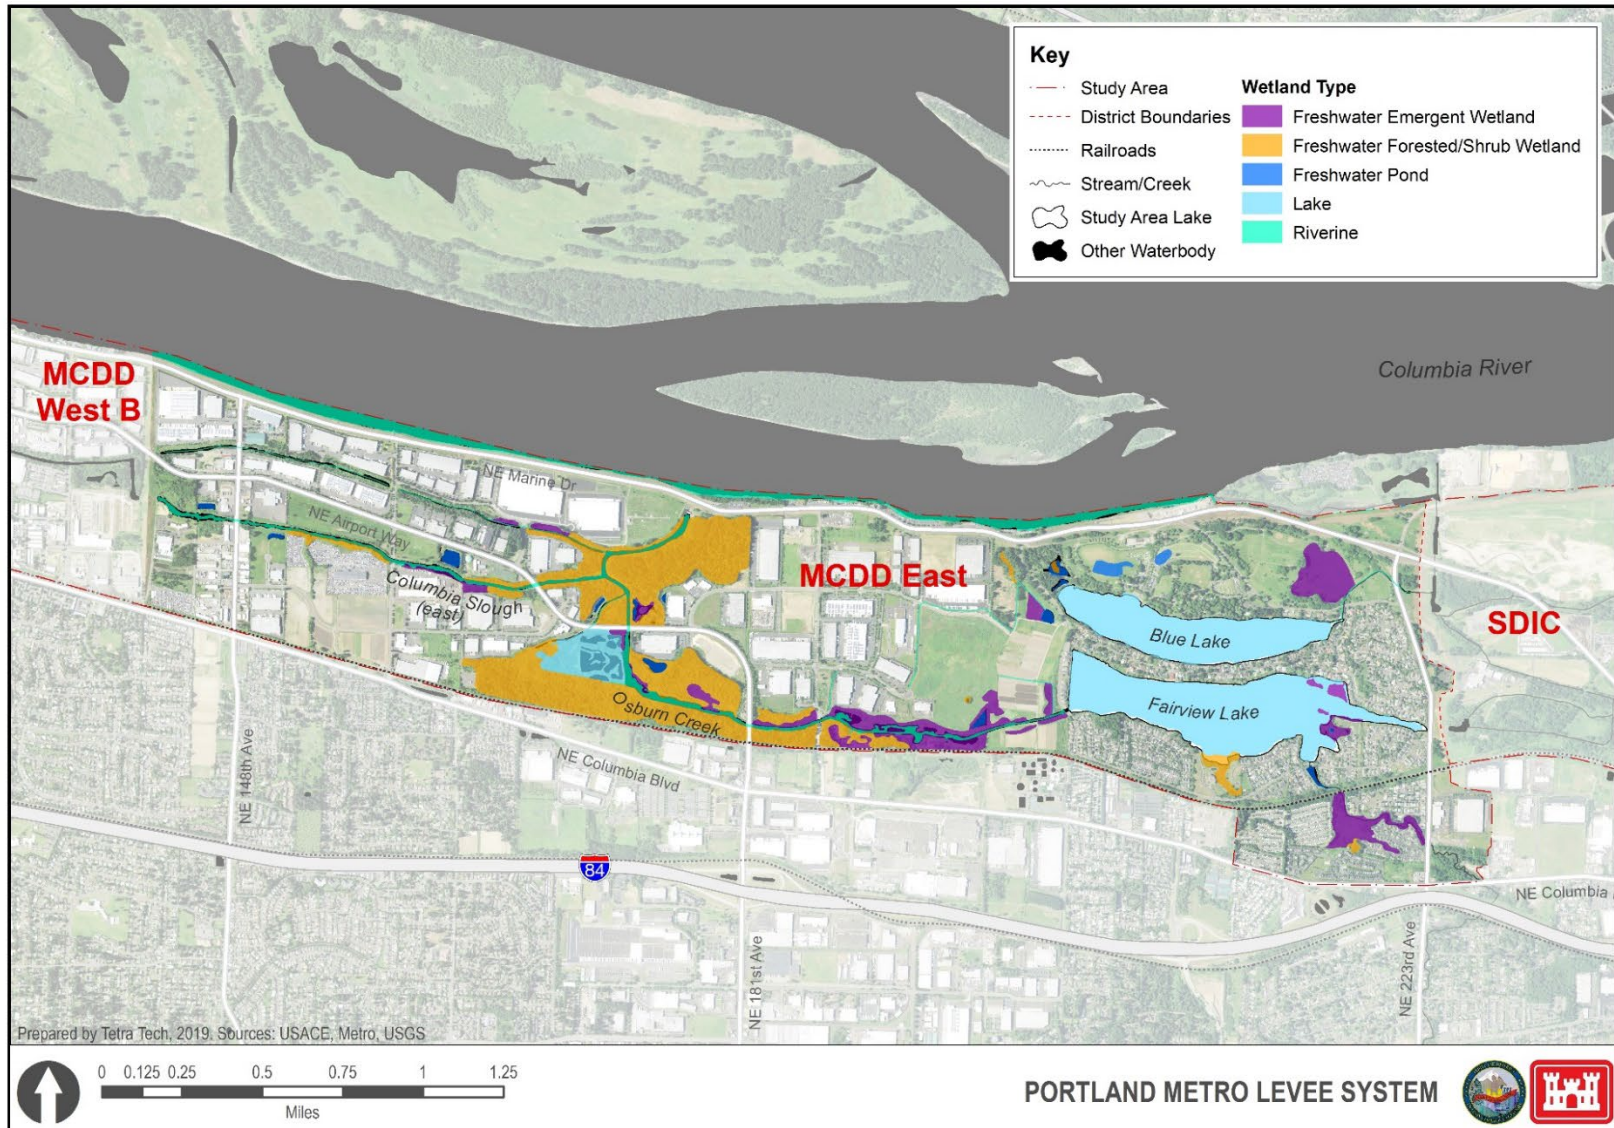 Key
Study Area
District Boundaries
Railroads
Stream/Creek
Study Area Lake
Other Waterbody
Wetland Type
Freshwater Emergent Wetland
Freshwater Forested/Shrub Wetland
Freshwater Pond
Lake
Riverine
Columbia River
MCDD
West B
NE Marine Dr
NE Airport Way
Columbia Slough
(east)
MCDD East
SDIC
Blue Lake
Fairview Lake
Osburn Creek
NE Columbia Blvd
NE 148th Ave
84
NE 181st Ave
NE 223rd Ave
NE Columbia
Prepared by Tetra Tech, 2019. Sources: USACE, Metro, USGS
0 0.125 0.25 0.5 0.75 1 1.25
Miles
PORTLAND METRO LEVEE SYSTEM